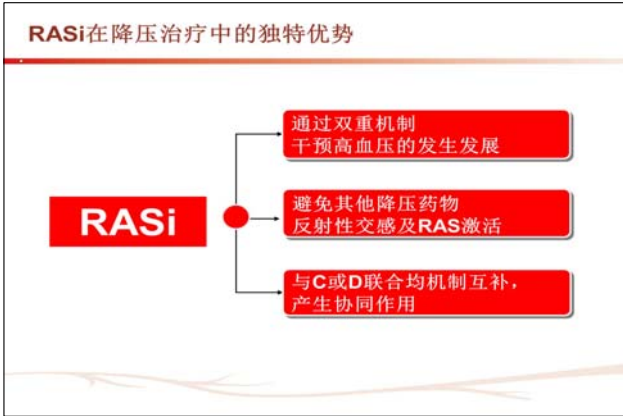 RASi在降压治疗中的独特优势
通过双重机制
干预高血压的发生发展
RASi
避免其他降压药物
反射性交感及RAS激活
与C或D联合均机制互补，
产生协同作用